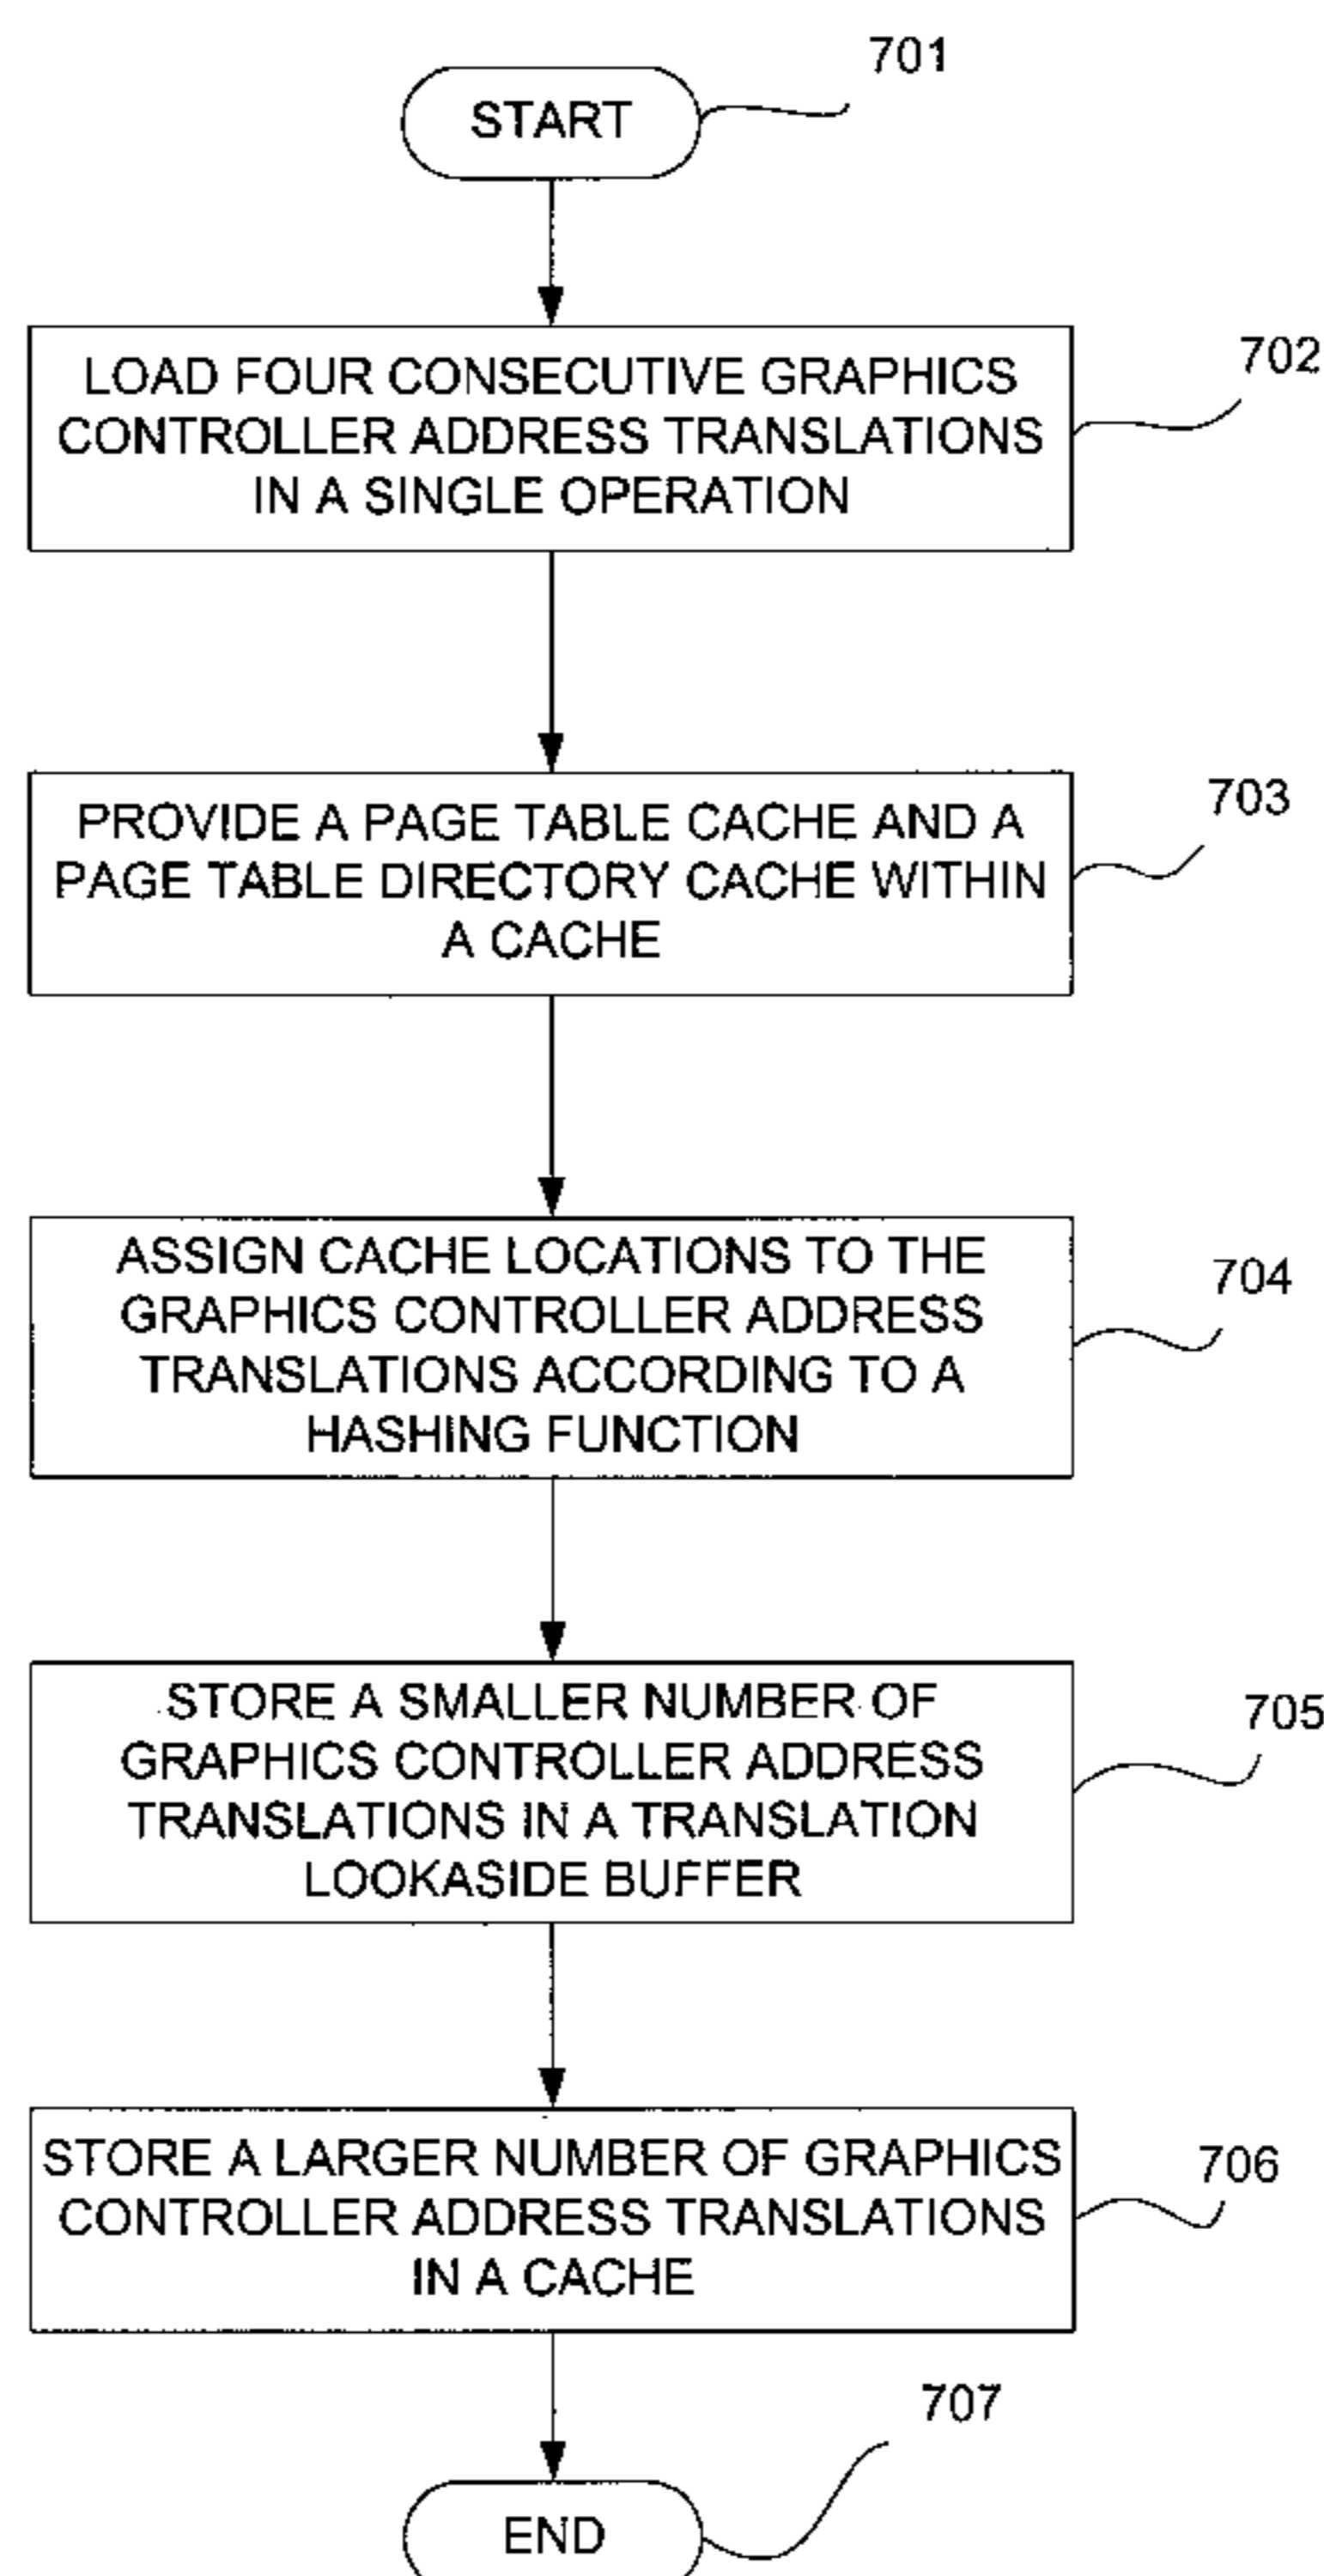 701
START
702
LOAD FOUR CONSECUTIVE GRAPHICS
CONTROLLER ADDRESS TRANSLATIONS
IN A SINGLE OPERATION
703
PROVIDE A PAGE TABLE CACHE AND A
PAGE TABLE DIRECTORY CACHE WITHIN
A CACHE
704
ASSIGN CACHE LOCATIONS TO THE
GRAPHICS CONTROLLER ADDRESS
TRANSLATIONS ACCORDING TO A
HASHING FUNCTION
705
STORE A SMALLER NUMBER OF
GRAPHICS CONTROLLER ADDRESS
TRANSLATIONS IN A TRANSLATION
LOOKASIDE BUFFER
706
STORE A LARGER NUMBER OF GRAPHICS
CONTROLLER ADDRESS TRANSLATIONS
IN A CACHE
707
END